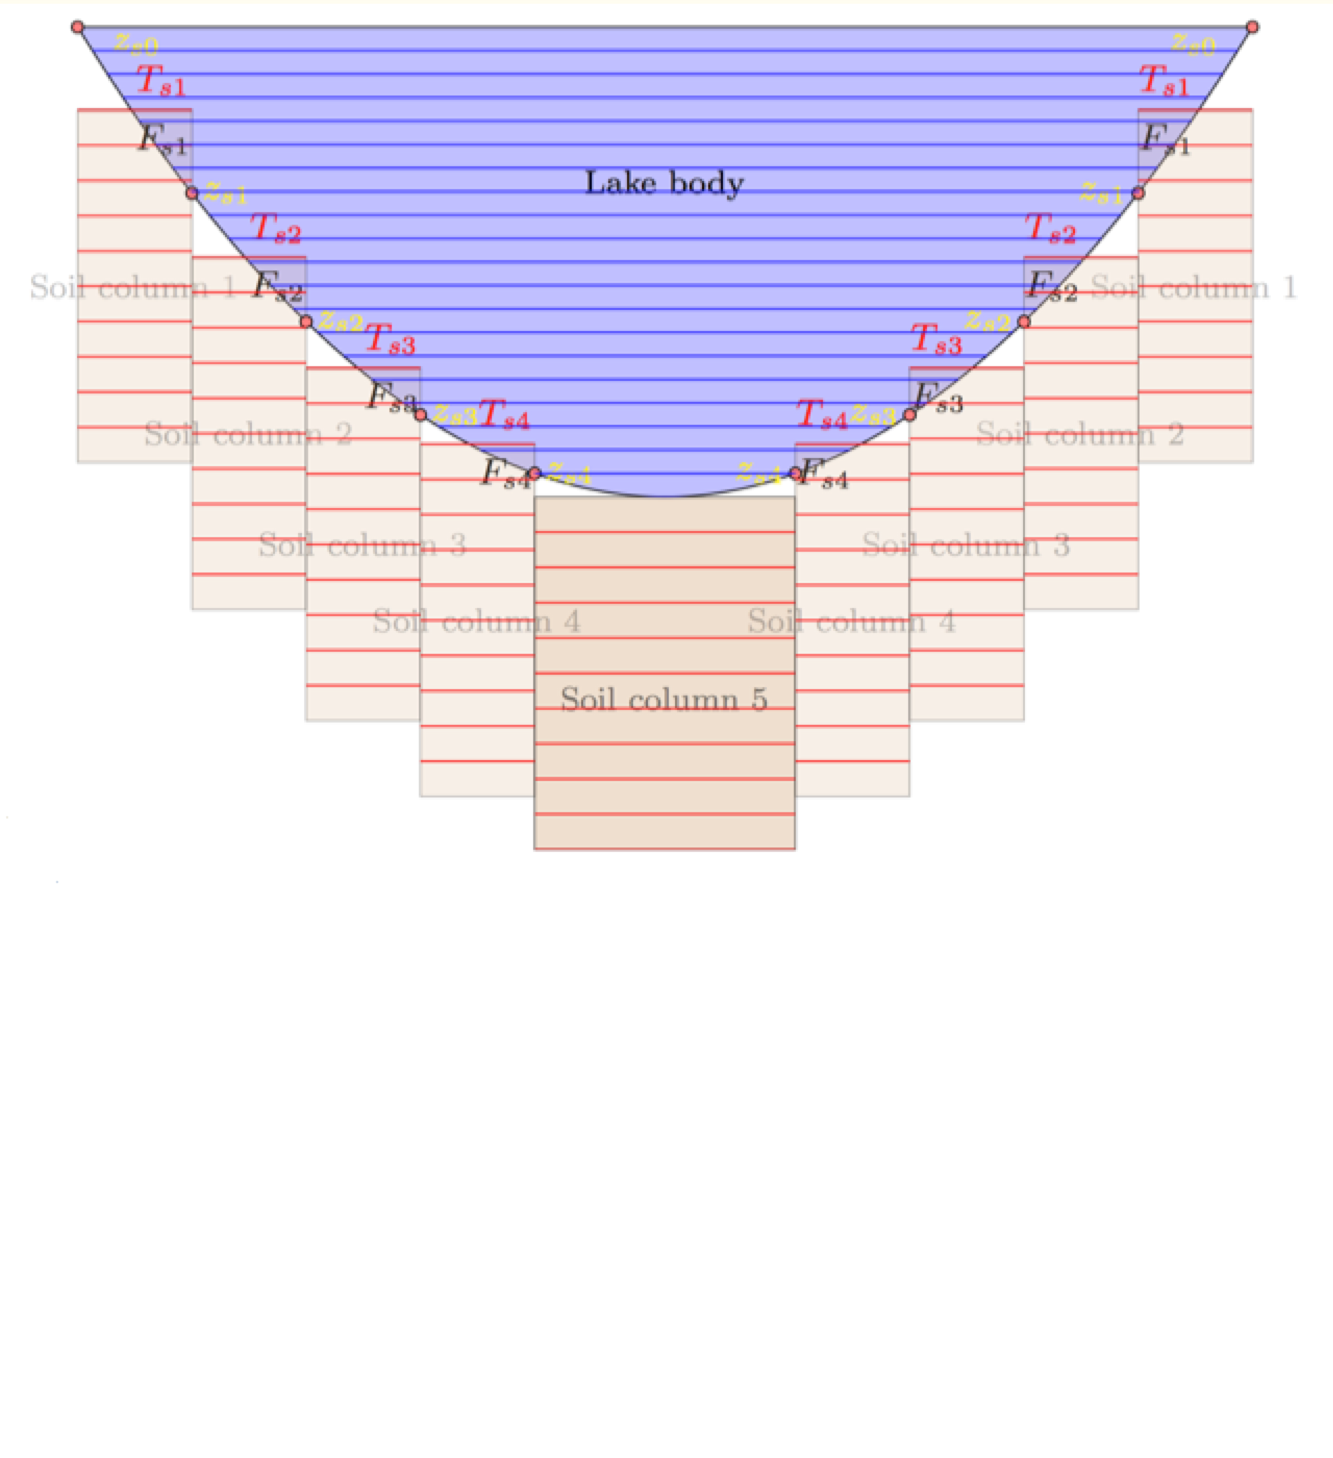 z_{s0} z_{s0}
T_{s1} T_{s1}
F_{s1} F_{s1}
Lake body
z_{s1} z_{s1}
T_{s2} T_{s2}
F_{s2} F_{s2}
Soil column 1 Soil column 1
z_{s2} z_{s2}
T_{s3} T_{s3}
F_{s3} F_{s3}
z_{s3} T_{s4} T_{s4} z_{s3}
Soil column 2 Soil column 2
F_{s4} z_{s4} z_{s4} F_{s4}
Soil column 3 Soil column 3
Soil column 4 Soil column 4
Soil column 5